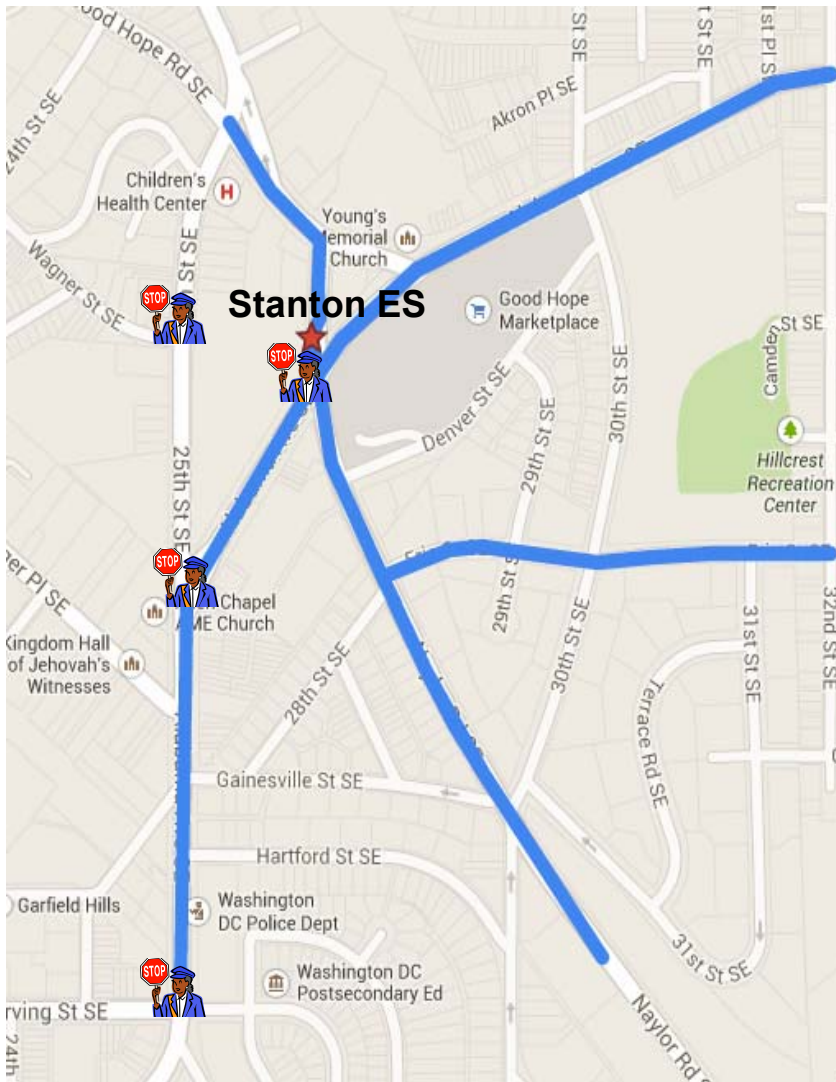 ood Hope Rd SE
24th St SE
St SE
St SE
1st Pl S
Akron Pl SE
Children's
Health Center
H
Young's
emorial
Church
Wagner St SE
St SE
STOP
Stanton ES
Good Hope
Marketplace
St SE
Camden
STOP
Denver St SE
30th St SE
29th St SE
25th St SE
Hillcrest
Recreation
Center
STOP
er Pl SE
Chapel
AME Church
29th St
Kingdom Hall
of Jehovah's
Witnesses
28th St SE
30th St SE
31st St SE
32nd St SE
Terrace Rd SE
Gainesville St SE
Hartford St SE
Garfield Hills
Washington
DC Police Dept
31st St SE
STOP
Washington DC
Postsecondary Ed
rving St SE
24th
Naylor Rd